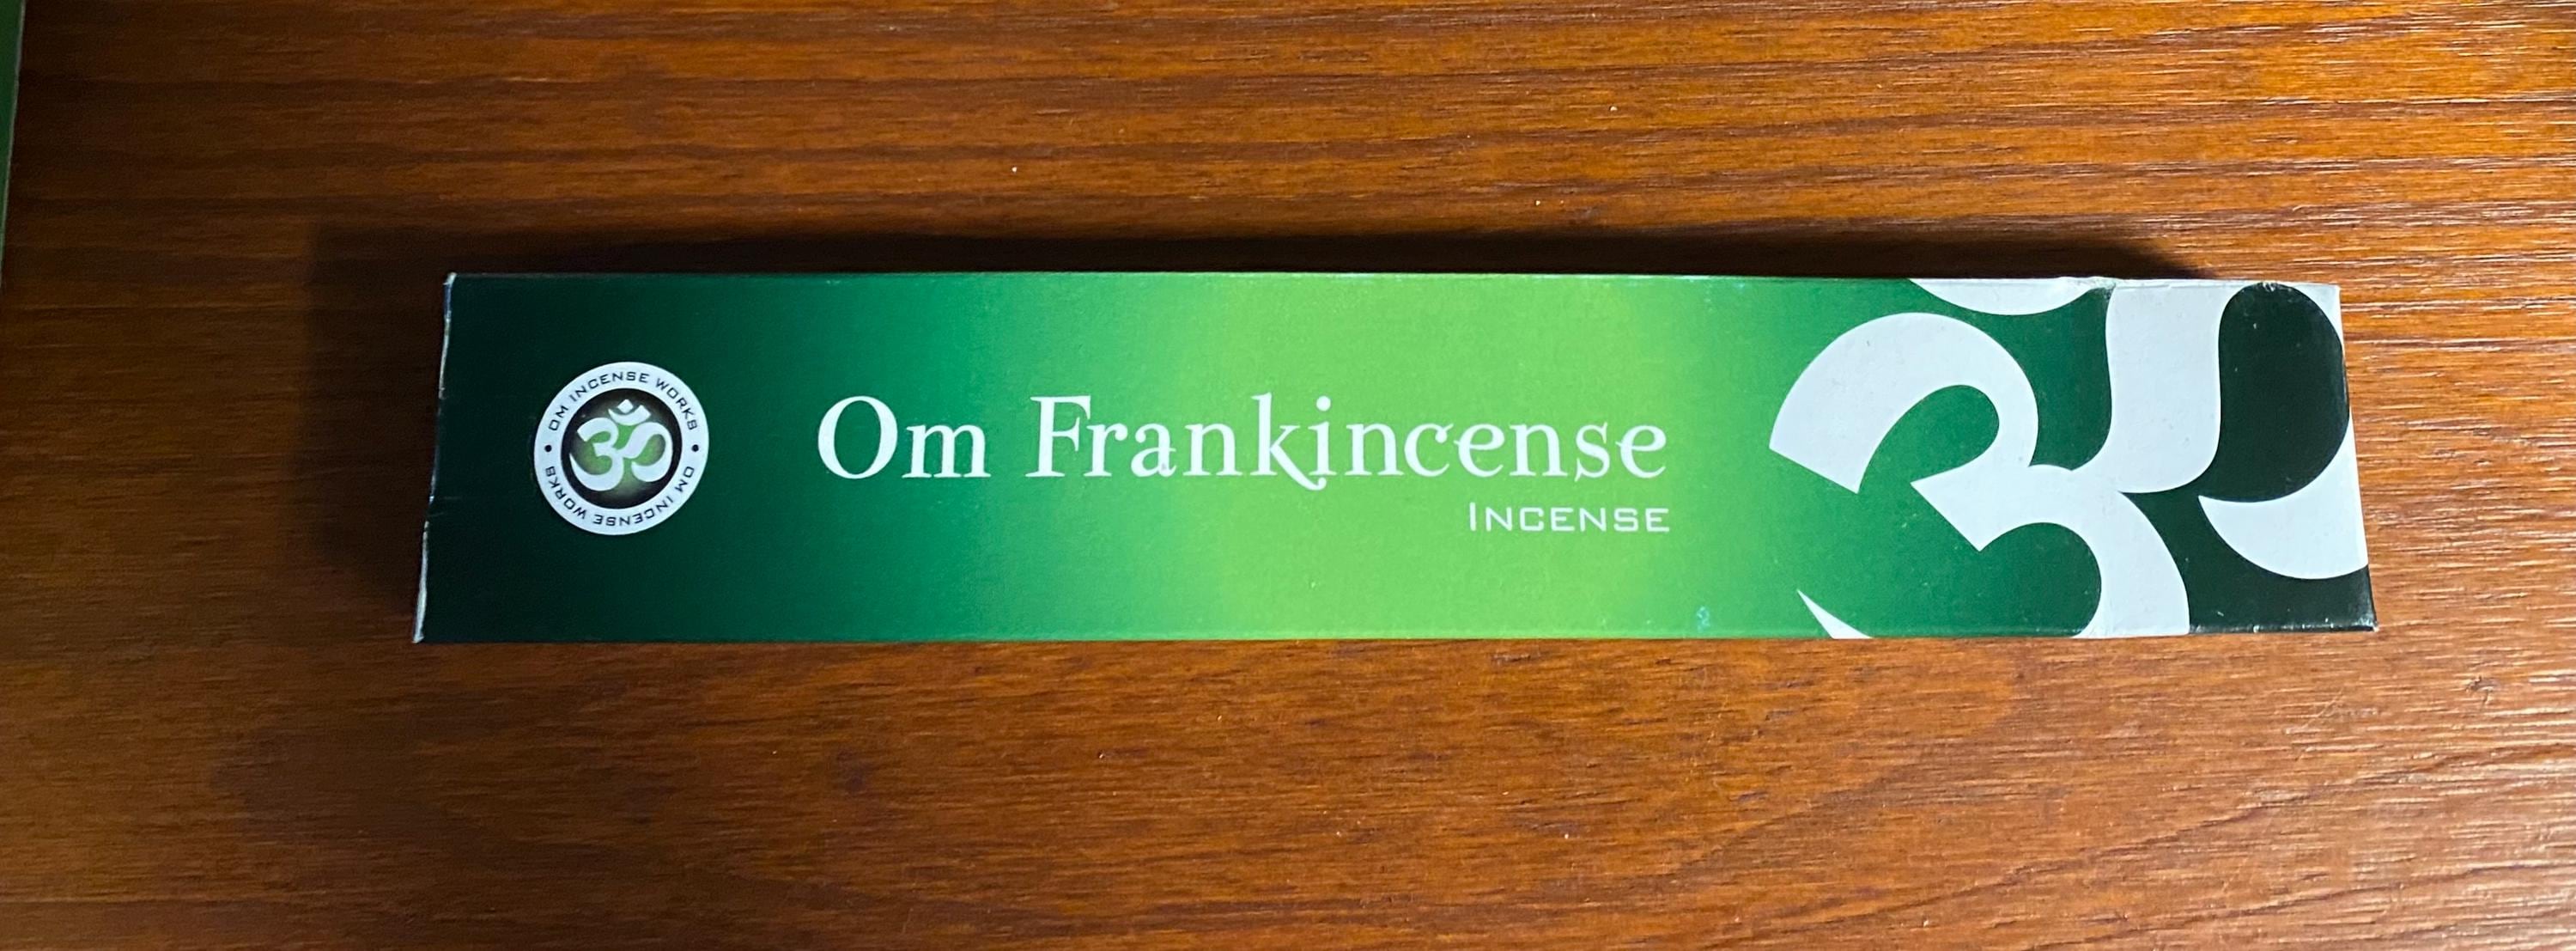 OM INCENSE WORKS • OM INCENSE WORKS •
ॐ
Om Frankincense
INCENSE
ॐ